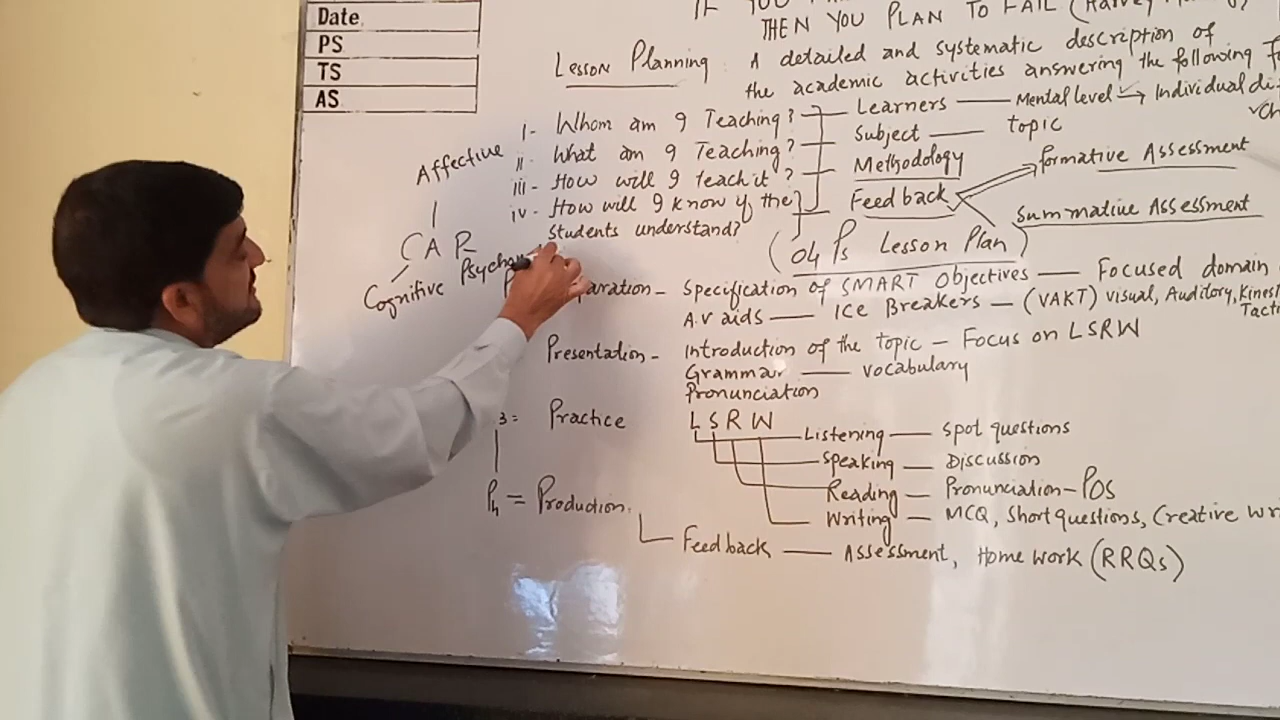 Date
PS
TS
AS
IF YOU
THEN YOU PLAN TO FAIL (Harvey
Lesson Planning A detailed and systematic description of
the academic activities answering the following
i- Whom am I Teaching? Learners — Mental level → Individual
ii- What am I Teaching? Subject — topic
iii- How will I teach it? Methodology
iv- How will I know if the Feedback
students understand?
formative Assessment
Summative Assessment
Affective
C A P
Cognitive Psycho
(04 Ps Lesson Plan)
Specification of SMART Objectives — Focused domain
A.V aids — Ice Breakers — (VAKT) Visual, Auditory,
Presentation - Introduction of the topic - Focus on LSRW
Grammar — vocabulary
Pronunciation
3= Practice L S R W
Listening — Spot questions
Speaking — Discussion
Reading — Pronunciation - POS
Writing — MCQ, Short questions, Creative
P4 = Production.
Feedback — Assessment, Home work (RRQs)